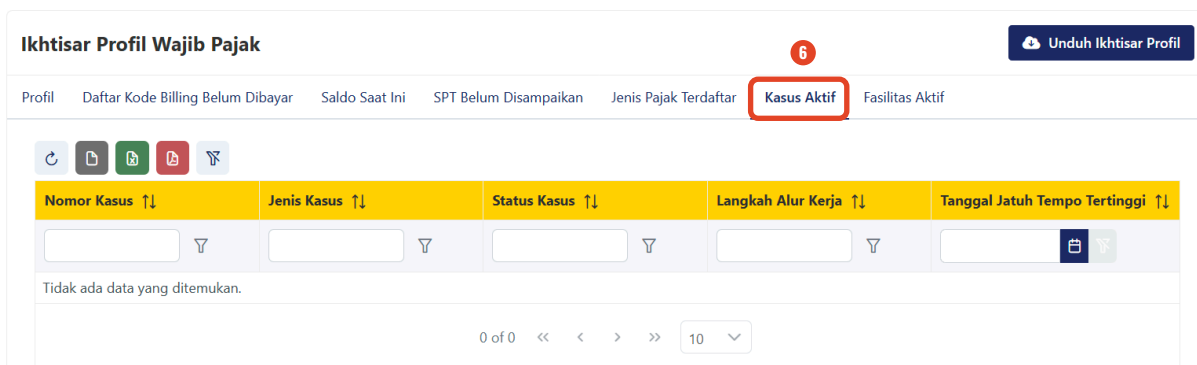 Ikhtisar Profil Wajib Pajak
Unduh Ikhtisar Profil
6
Profil Daftar Kode Billing Belum Dibayar Saldo Saat Ini SPT Belum Disampaikan Jenis Pajak Terdaftar Kasus Aktif Fasilitas Aktif
Nomor Kasus Jenis Kasus Status Kasus Langkah Alur Kerja Tanggal Jatuh Tempo Tertinggi
Tidak ada data yang ditemukan.
0 of 0 << < > >> 10